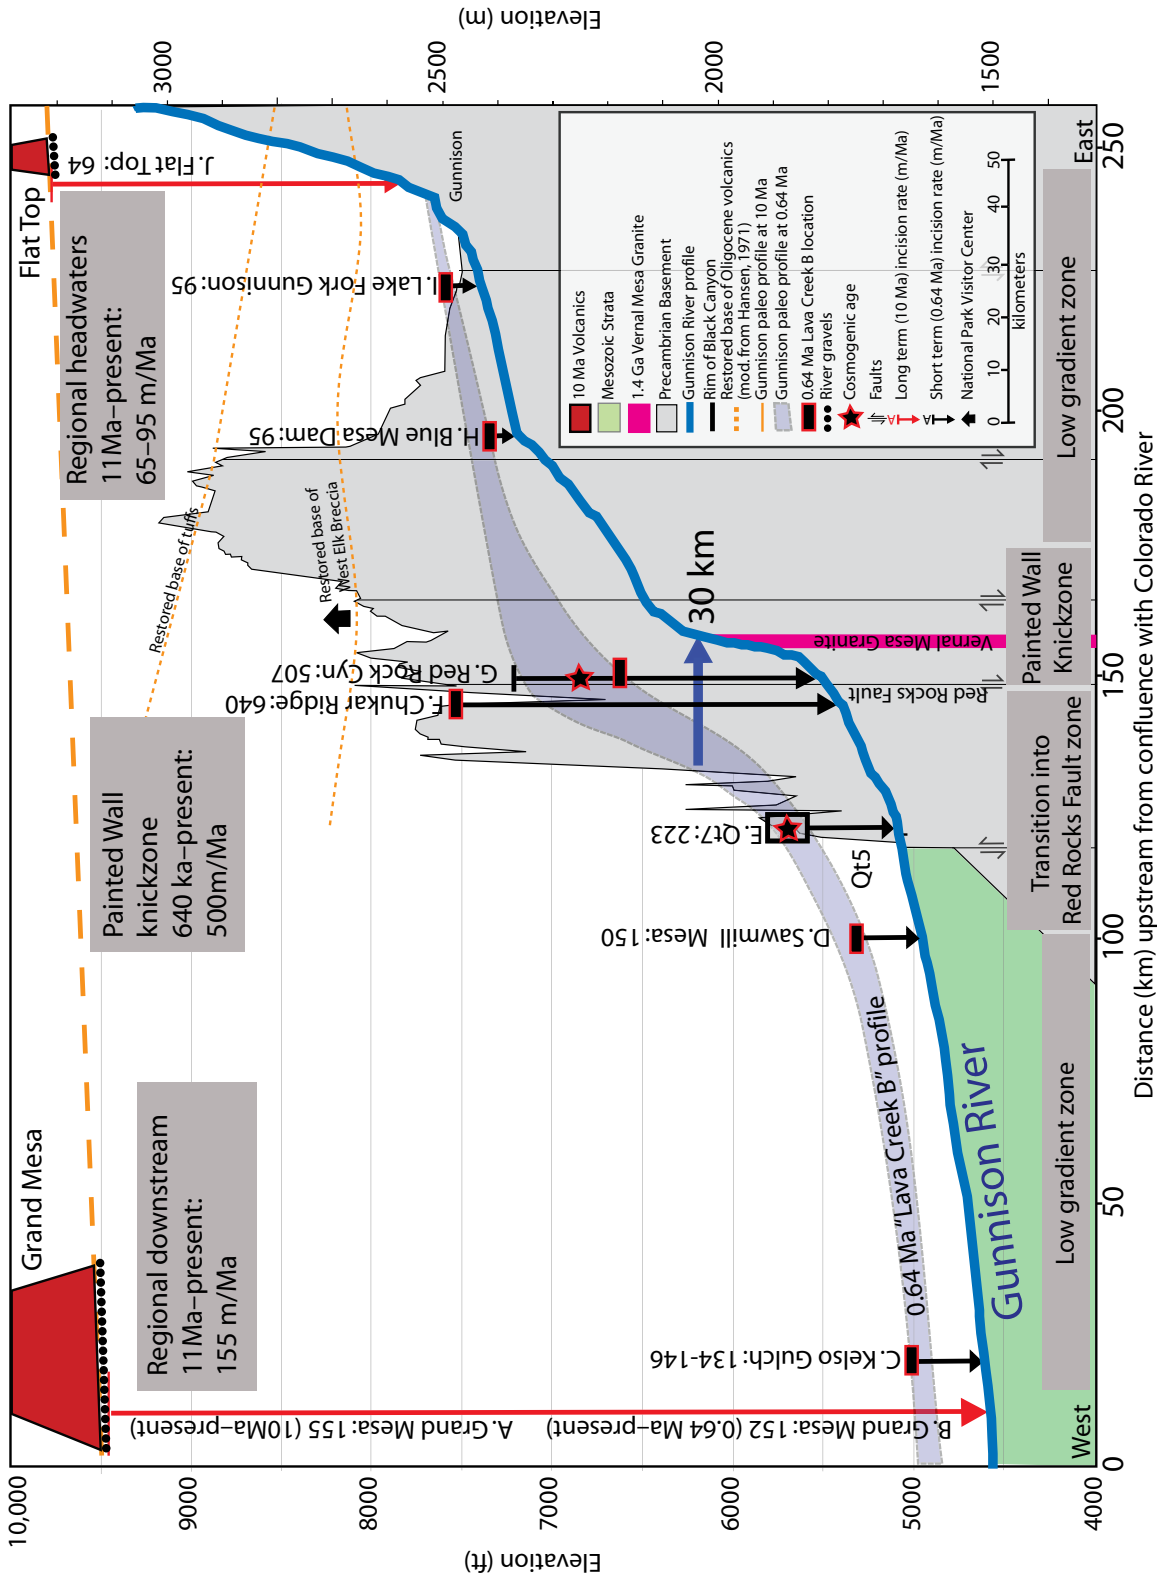 Elevation (m)
3000
2500
2000
1500
Flat Top
J. Flat Top: 64
Regional headwaters
11Ma–present:
65–95 m/Ma
Gunnison
I. Lake Fork Gunnison: 95
H. Blue Mesa Dam: 95
Restored base of tuffs
Restored base of
West Elk Breccia
G. Red Rock Cyn: 507
F. Chukar Ridge: 640
30 km
Vernal Mesa Granite
Red Rocks Fault
Painted Wall
knickzone
640 ka–present:
500m/Ma
E. Qt7: 223
Qt5
D. Sawmill Mesa: 150
Grand Mesa
Regional downstream
11Ma–present:
155 m/Ma
0.64 Ma “Lava Creek B” profile
Gunnison River
C. Kelso Gulch: 134-146
A. Grand Mesa: 155 (10Ma–present)
B. Grand Mesa: 152 (0.64 Ma–present)
10 Ma Volcanics
Mesozoic Strata
1.4 Ga Vernal Mesa Granite
Precambrian Basement
Gunnison River profile
Rim of Black Canyon
Restored base of Oligocene volcanics
(mod. from Hansen, 1971)
Gunnison paleo profile at 10 Ma
Gunnison paleo profile at 0.64 Ma
0.64 Ma Lava Creek B location
River gravels
Cosmogenic age
Faults
A
Long term (10 Ma) incision rate (m/Ma)
A
Short term (0.64 Ma) incision rate (m/Ma)
National Park Visitor Center
0 10 20 30 40 50
kilometers
West
East
Low gradient zone
Transition into
Red Rocks Fault zone
Painted Wall
Knickzone
Low gradient zone
10,000
9000
8000
7000
6000
5000
4000
Elevation (ft)
0 50 100 150 200 250
Distance (km) upstream from confluence with Colorado River